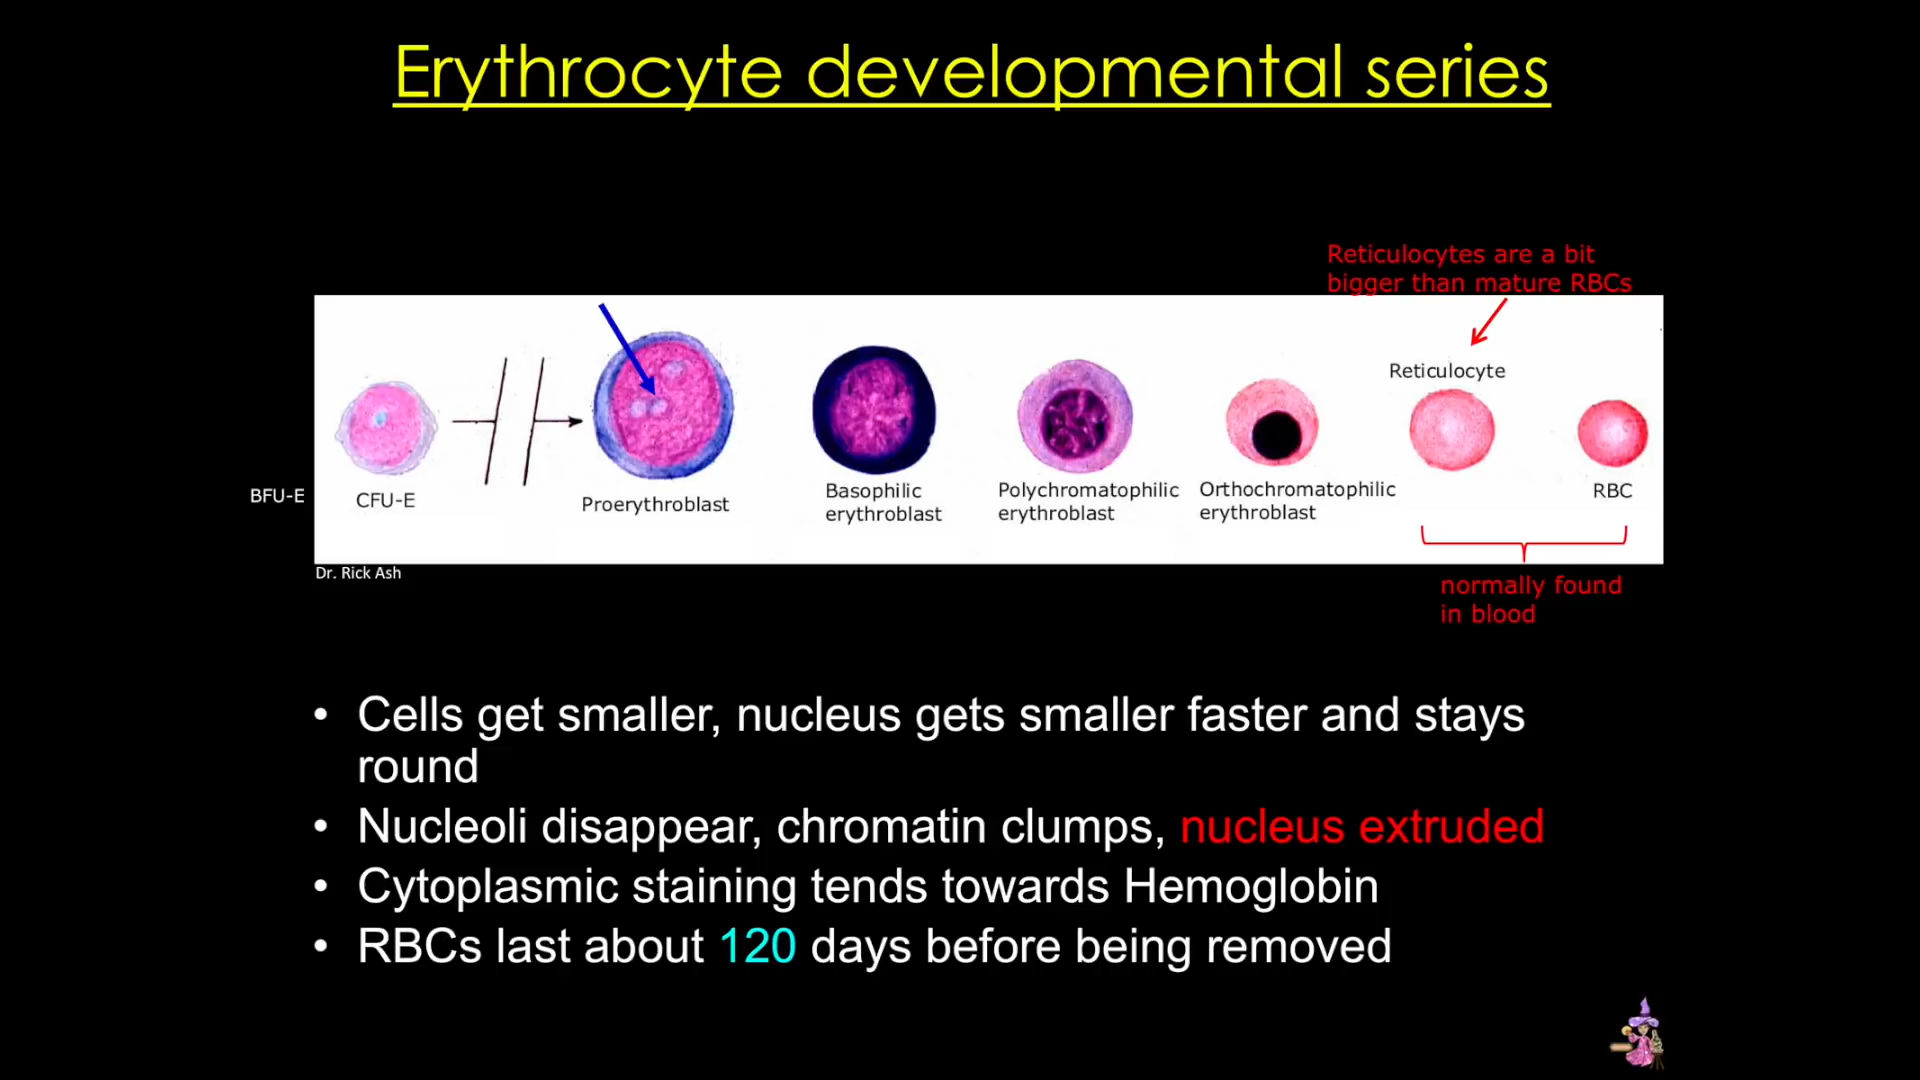 Erythrocyte developmental series
Reticulocytes are a bit
bigger than mature RBCs
Reticulocyte
BFU-E
CFU-E
Proerythroblast
Basophilic
erythroblast
Polychromatophilic
erythroblast
Orthochromatophilic
erythroblast
RBC
Dr. Rick Ash
normally found
in blood
• Cells get smaller, nucleus gets smaller faster and stays
round
• Nucleoli disappear, chromatin clumps, nucleus extruded
• Cytoplasmic staining tends towards Hemoglobin
• RBCs last about 120 days before being removed